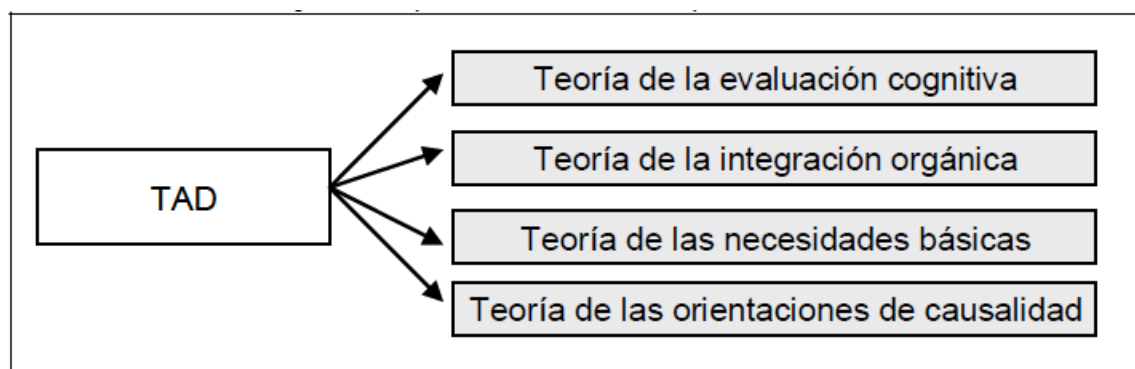 Teoría de la evaluación cognitiva
Teoría de la integración orgánica
TAD
Teoría de las necesidades básicas
Teoría de las orientaciones de causalidad